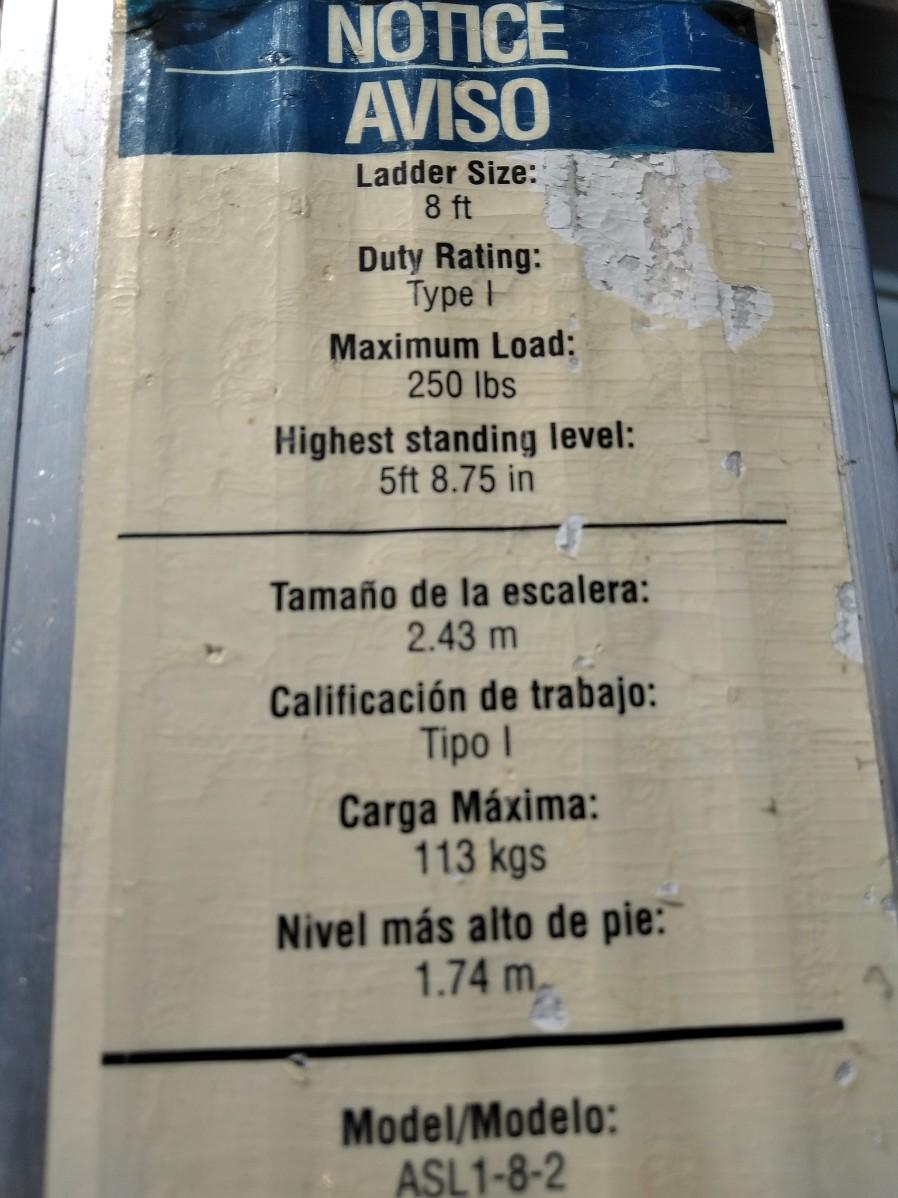 NOTICE
AVISO
Ladder Size:
8 ft
Duty Rating:
Type I
Maximum Load:
250 lbs
Highest standing level:
5ft 8.75 in
Tamaño de la escalera:
2.43 m
Calificación de trabajo:
Tipo I
Carga Máxima:
113 kgs
Nivel más alto de pie:
1.74 m
Model/Modelo:
ASL1-8-2